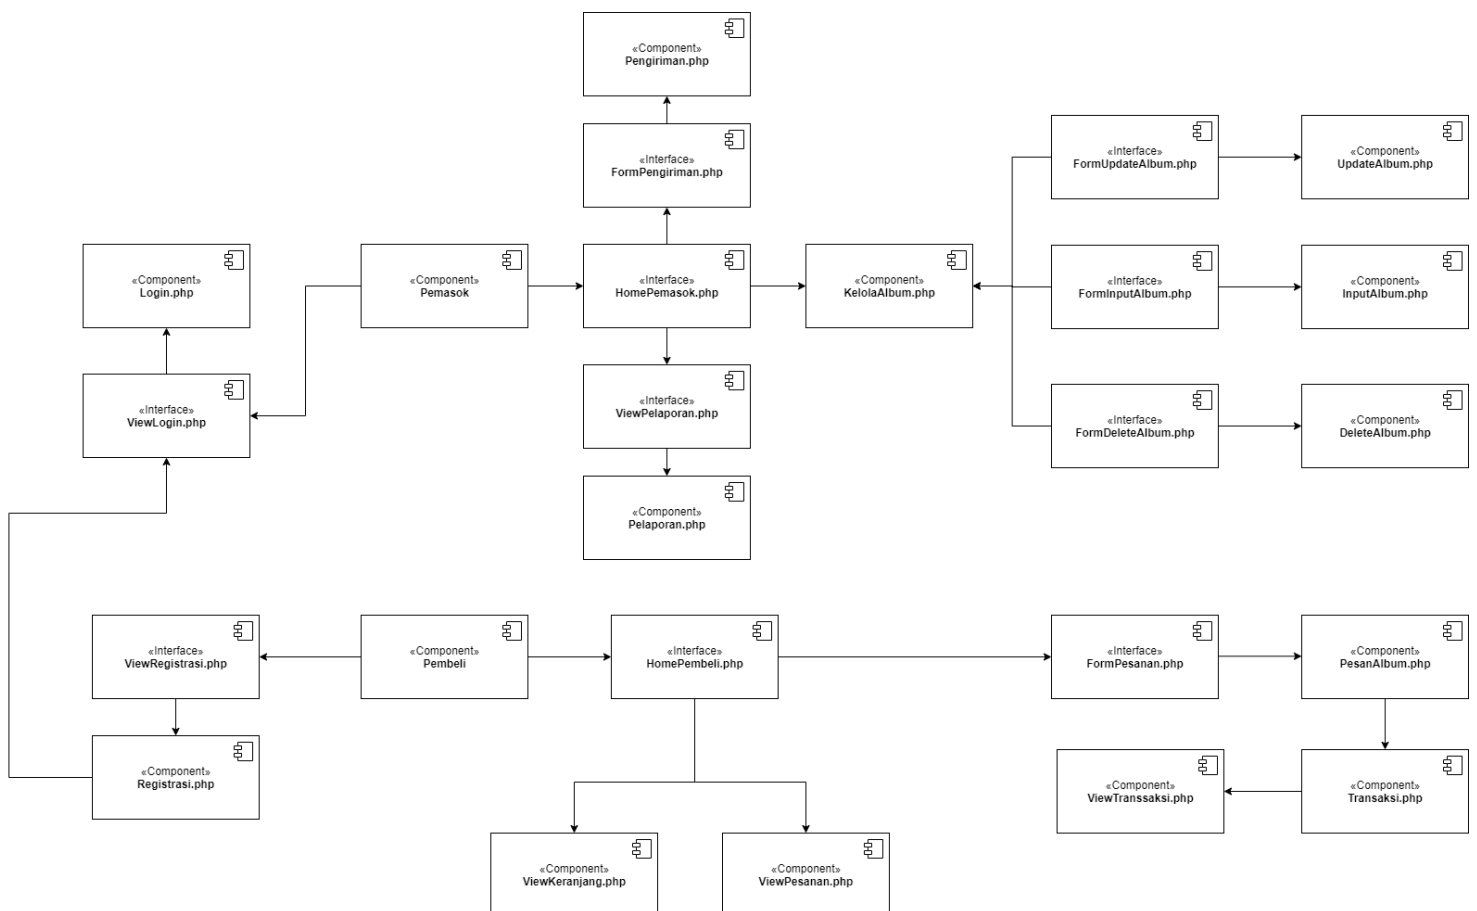 «Component»
Pengiriman.php
«Interface»
FormPengiriman.php
«Interface»
FormUpdateAlbum.php
«Component»
UpdateAlbum.php
«Component»
Login.php
«Component»
Pemasok
«Interface»
HomePemasok.php
«Component»
KelolaAlbum.php
«Interface»
FormInputAlbum.php
«Component»
InputAlbum.php
«Interface»
ViewLogin.php
«Interface»
ViewPelaporan.php
«Interface»
FormDeleteAlbum.php
«Component»
DeleteAlbum.php
«Component»
Pelaporan.php
«Interface»
ViewRegistrasi.php
«Component»
Pembeli
«Interface»
HomePembeli.php
«Interface»
FormPesanan.php
«Component»
PesanAlbum.php
«Component»
Registrasi.php
«Component»
ViewTranssaksi.php
«Component»
Transaksi.php
«Component»
ViewKeranjang.php
«Component»
ViewPesanan.php